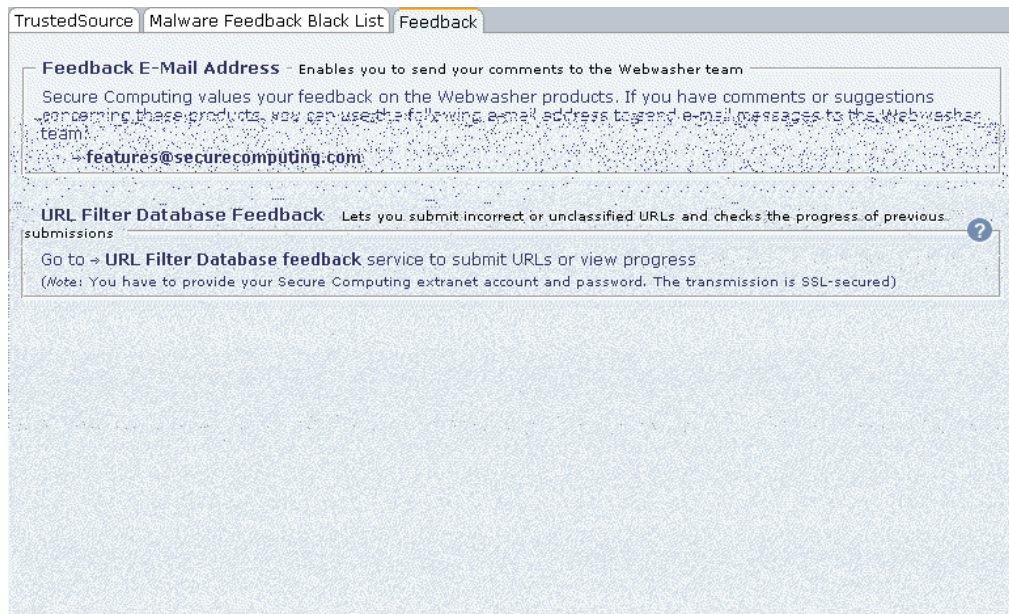 TrustedSource Malware Feedback Black List Feedback
Feedback E-Mail Address - Enables you to send your comments to the Webwasher team
Secure Computing values your feedback on the Webwasher products. If you have comments or suggestions
concerning these products, you can use the following e-mail address to send e-mail messages to the Webwasher
team:
features@securecomputing.com
URL Filter Database Feedback Lets you submit incorrect or unclassified URLs and checks the progress of previous
submissions
?
Go to → URL Filter Database feedback service to submit URLs or view progress
(Note: You have to provide your Secure Computing extranet account and password. The transmission is SSL-secured)